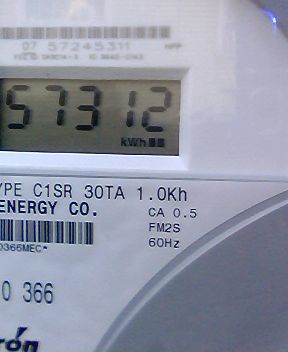 07 57245311
57312
kWh
YPE C1SR 30TA 1.0Kh
ENERGY CO.
CA 0.5
FM2S
60Hz
0366MEC*
0 366
rón